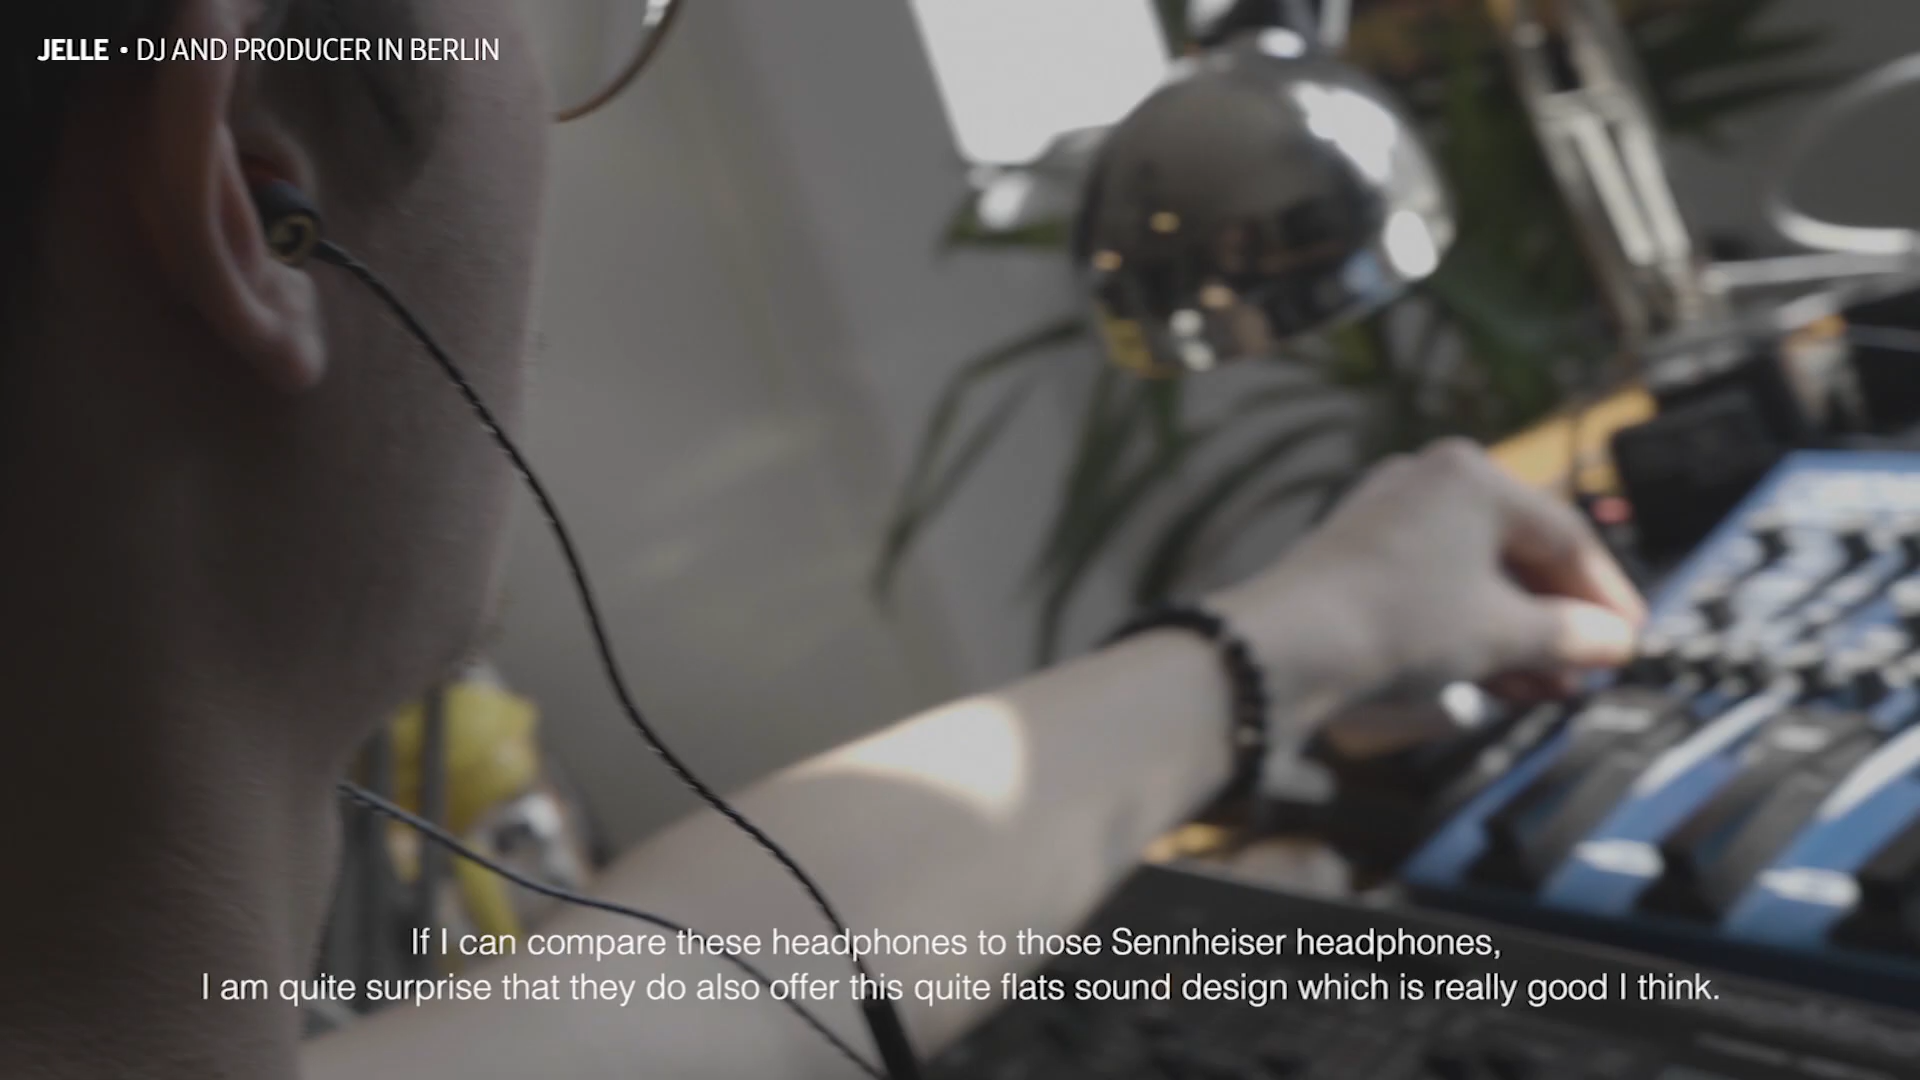 JELLE • DJ AND PRODUCER IN BERLIN
If I can compare these headphones to those Sennheiser headphones,
I am quite surprise that they do also offer this quite flats sound design which is really good I think.